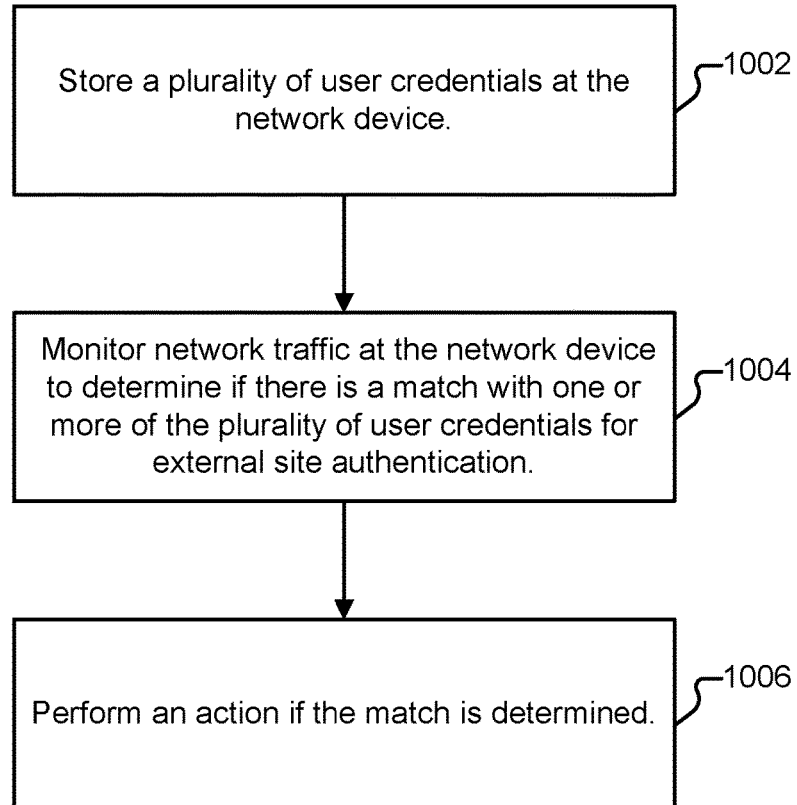 Store a plurality of user credentials at the
network device.
1002
Monitor network traffic at the network device
to determine if there is a match with one or
more of the plurality of user credentials for
external site authentication.
1004
Perform an action if the match is determined.
1006